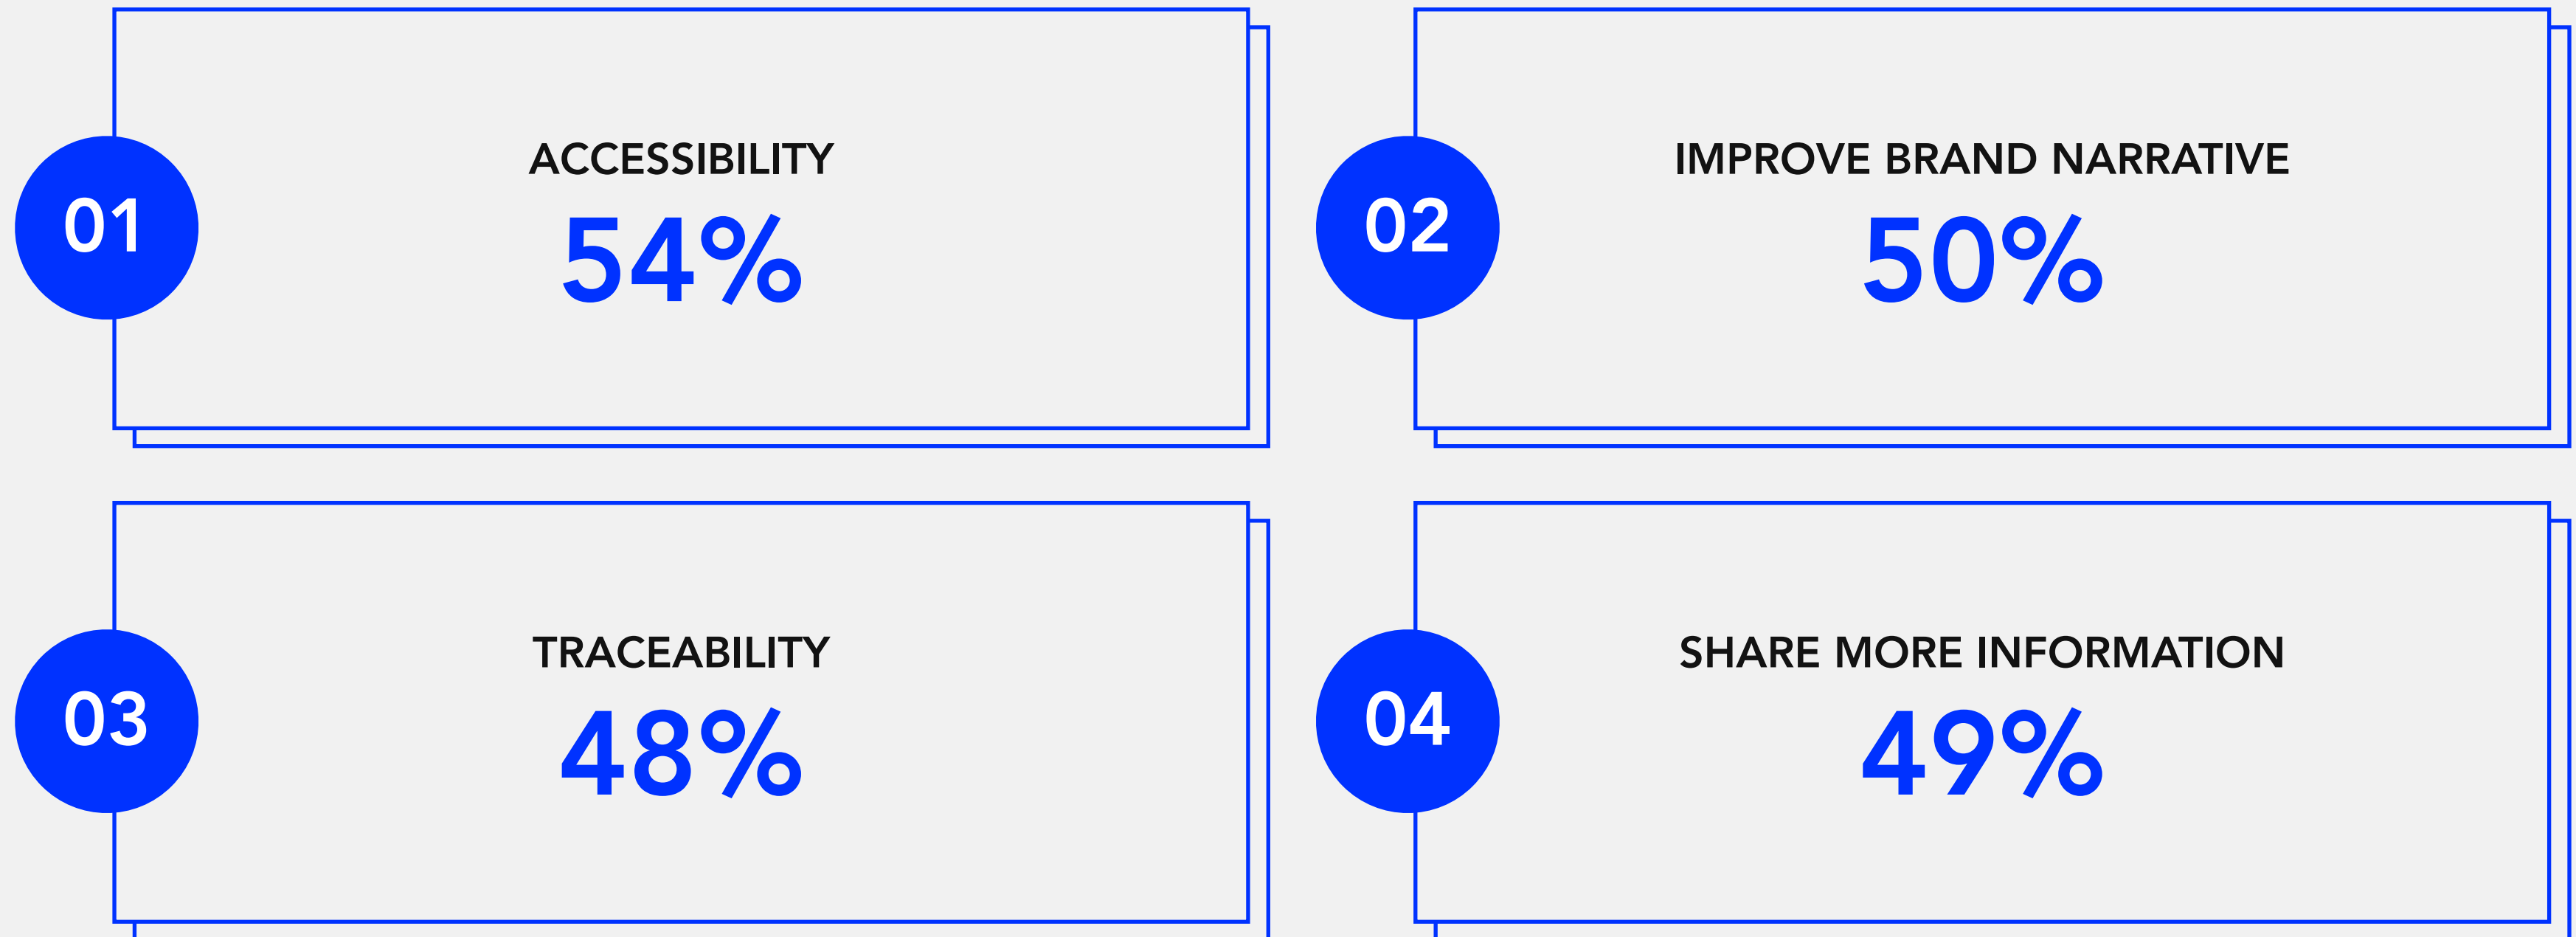 01
ACCESSIBILITY
54%
02
IMPROVE BRAND NARRATIVE
50%
03
TRACEABILITY
48%
04
SHARE MORE INFORMATION
49%